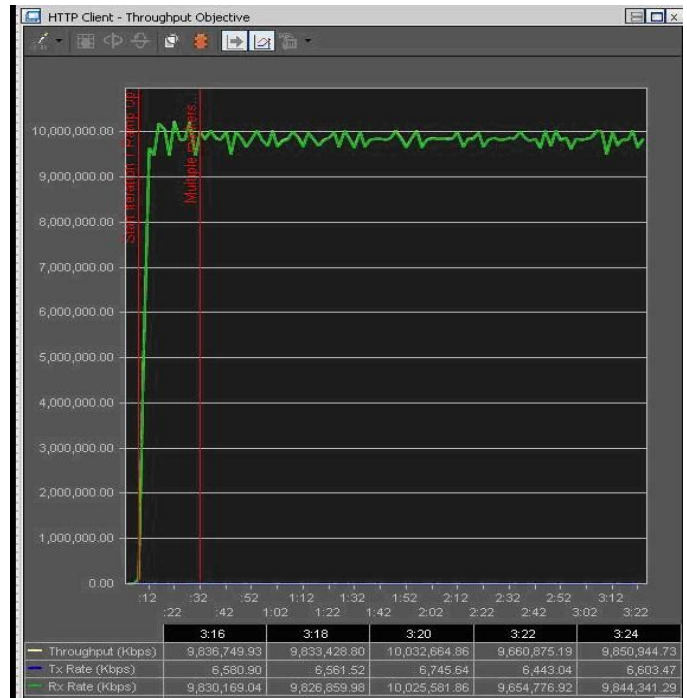 HTTP Client - Throughput Objective
Start Iteration 1 Ramp Up
10,000,000.00
9,000,000.00
8,000,000.00
7,000,000.00
6,000,000.00
5,000,000.00
4,000,000.00
3,000,000.00
2,000,000.00
1,000,000.00
0.00
:12 :32 :52 1:12 1:32 1:52 2:12 2:32 2:52 3:12
:22 :42 1:02 1:22 1:42 2:02 2:22 2:42 3:02 3:22
3:16 3:18 3:20 3:22 3:24
Throughput (Kbps) 9,836,749.93 9,833,428.80 10,032,664.86 9,660,875.19 9,850,944.73
Tx Rate (Kbps) 6,580.90 6,561.52 6,745.64 6,443.04 6,603.47
Rx Rate (Kbps) 9,830,169.04 9,826,859.98 10,025,581.86 9,654,776.92 9,844,341.29